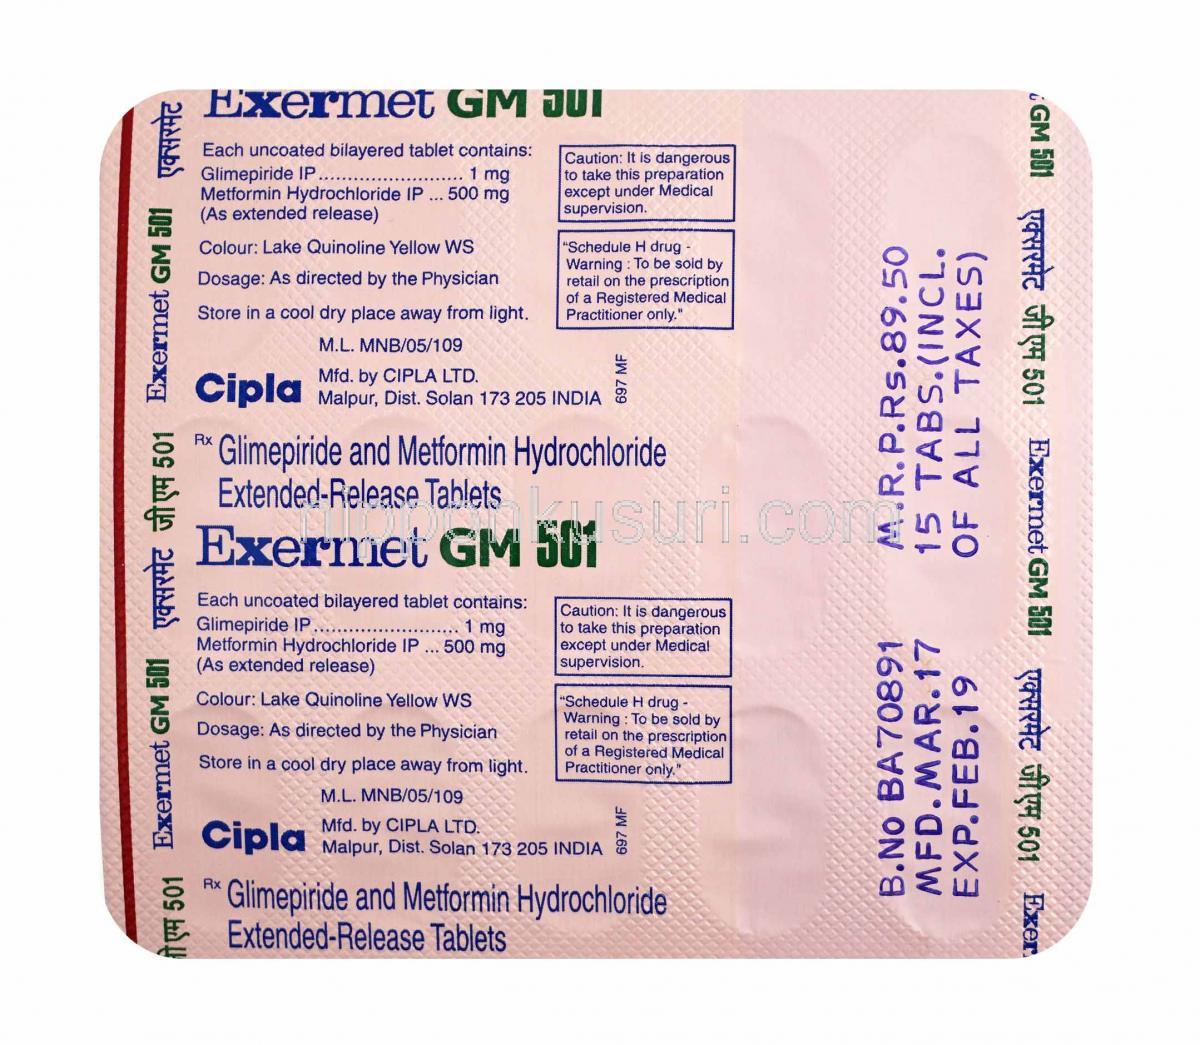 Exermet GM 501
Each uncoated bilayered tablet contains:
Glimepiride IP........................ 1 mg
Metformin Hydrochloride IP ... 500 mg
(As extended release)
Colour: Lake Quinoline Yellow WS
Dosage: As directed by the Physician
Store in a cool dry place away from light.
Caution: It is dangerous
to take this preparation
except under Medical
supervision.
"Schedule H drug -
Warning : To be sold by
retail on the prescription
of a Registered Medical
Practitioner only."
M.L. MNB/05/109
Cipla
Mfd. by CIPLA LTD.
Malpur, Dist. Solan 173 205 INDIA
697 MF
Rx Glimepiride and Metformin Hydrochloride
Extended-Release Tablets
Exermet GM 501
Each uncoated bilayered tablet contains:
Glimepiride IP........................ 1 mg
Metformin Hydrochloride IP ... 500 mg
(As extended release)
Colour: Lake Quinoline Yellow WS
Dosage: As directed by the Physician
Store in a cool dry place away from light.
Caution: It is dangerous
to take this preparation
except under Medical
supervision.
"Schedule H drug -
Warning : To be sold by
retail on the prescription
of a Registered Medical
Practitioner only."
M.L. MNB/05/109
Cipla
Mfd. by CIPLA LTD.
Malpur, Dist. Solan 173 205 INDIA
697 MF
Rx Glimepiride and Metformin Hydrochloride
Extended-Release Tablets
जीएम 501 Exermet GM 501 एक्सरमेट जीएम 501 Exermet GM 501 एक्सरमेट
M.R.P.Rs.89.50
15 TABS.(INCL.
OF ALL TAXES)
B.No BA70891
MFD.MAR.17
EXP.FEB.19
GM 501 एक्सरमेट जीएम 501 Exermet GM 501 एक्सरमेट जीएम 501 Exer
nipponkusuri.com